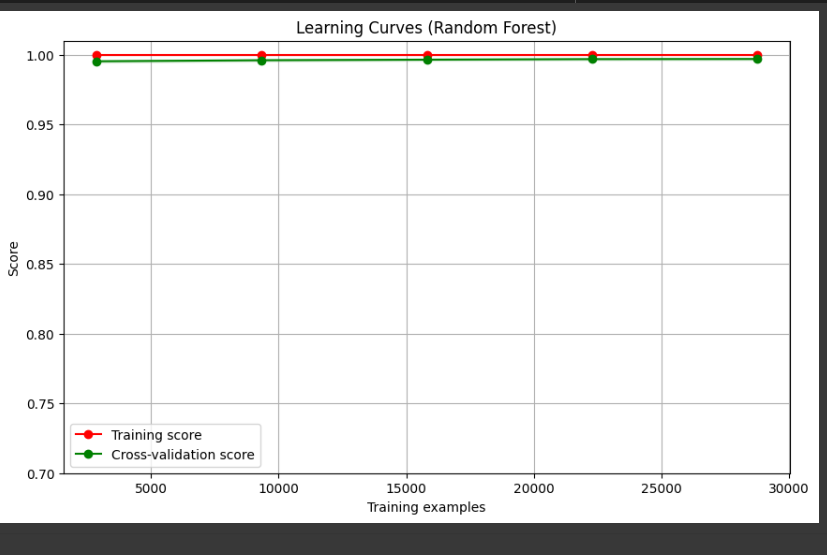 Learning Curves (Random Forest)
1.00
0.95
0.90
0.85
0.80
0.75
0.70
Score
Training score
Cross-validation score
5000 10000 15000 20000 25000 30000
Training examples